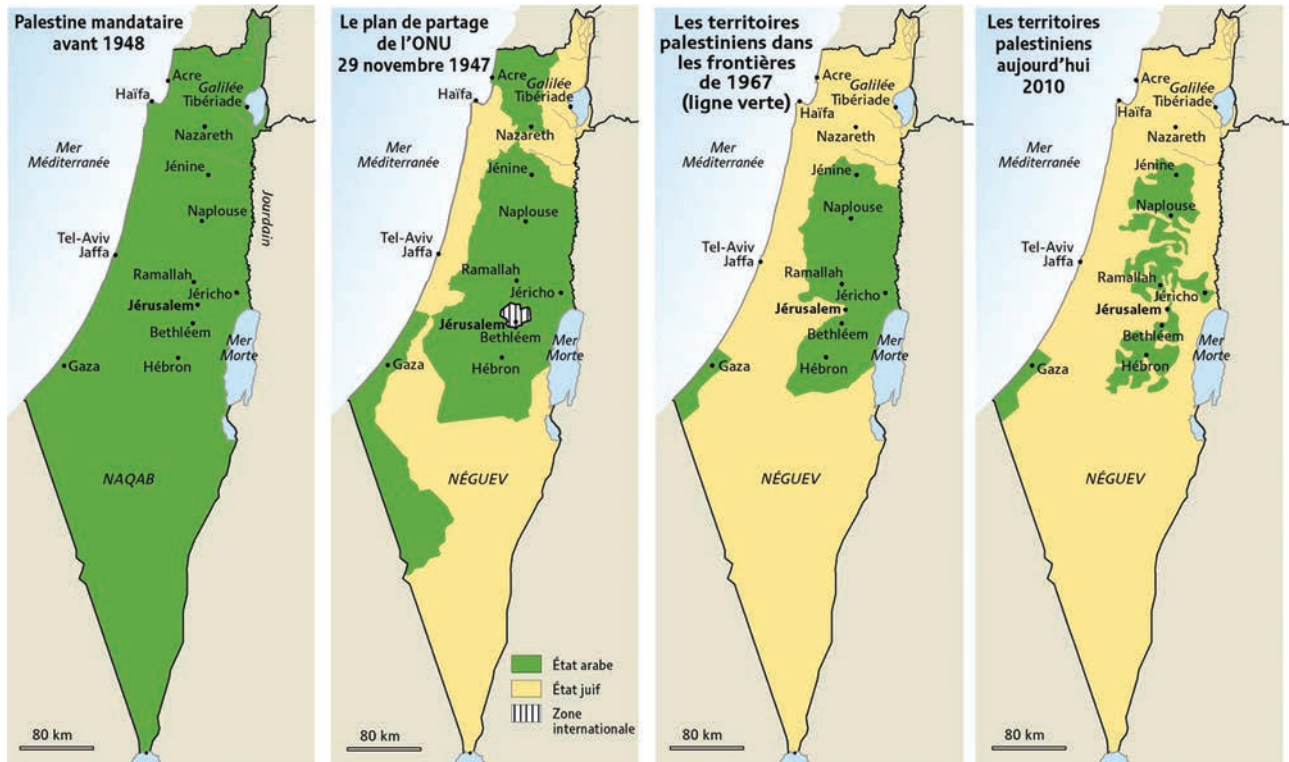 Palestine mandataire
avant 1948
Acre
Galilée
Haïfa
Tibériade
Nazareth
Mer
Méditerranée
Jénine
Jourdain
Naplouse
Tel-Aviv
Jaffa
Ramallah
Jéricho
Jérusalem
Bethléem
Mer
Morte
Gaza
Hébron
NAQAB
80 km
Le plan de partage
de l'ONU
29 novembre 1947
Acre
Galilée
Haïfa
Tibériade
Nazareth
Mer
Méditerranée
Jénine
Naplouse
Tel-Aviv
Jaffa
Ramallah
Jéricho
Jérusalem
Bethléem
Mer
Morte
Gaza
Hébron
NÉGUEV
État arabe
État juif
Zone
internationale
80 km
Les territoires
palestiniens dans
les frontières
de 1967
(ligne verte)
Acre
Galilée
Tibériade
Haïfa
Nazareth
Mer
Méditerranée
Jénine
Naplouse
Tel-Aviv
Jaffa
Ramallah
Jéricho
Jérusalem
Bethléem
Mer
Morte
Gaza
Hébron
NÉGUEV
80 km
Les territoires
palestiniens
aujourd'hui
2010
Acre
Galilée
Tibériade
Haïfa
Nazareth
Mer
Méditerranée
Jénine
Naplouse
Tel-Aviv
Jaffa
Ramallah
Jéricho
Jérusalem
Bethléem
Mer
Morte
Gaza
Hébron
NÉGUEV
80 km